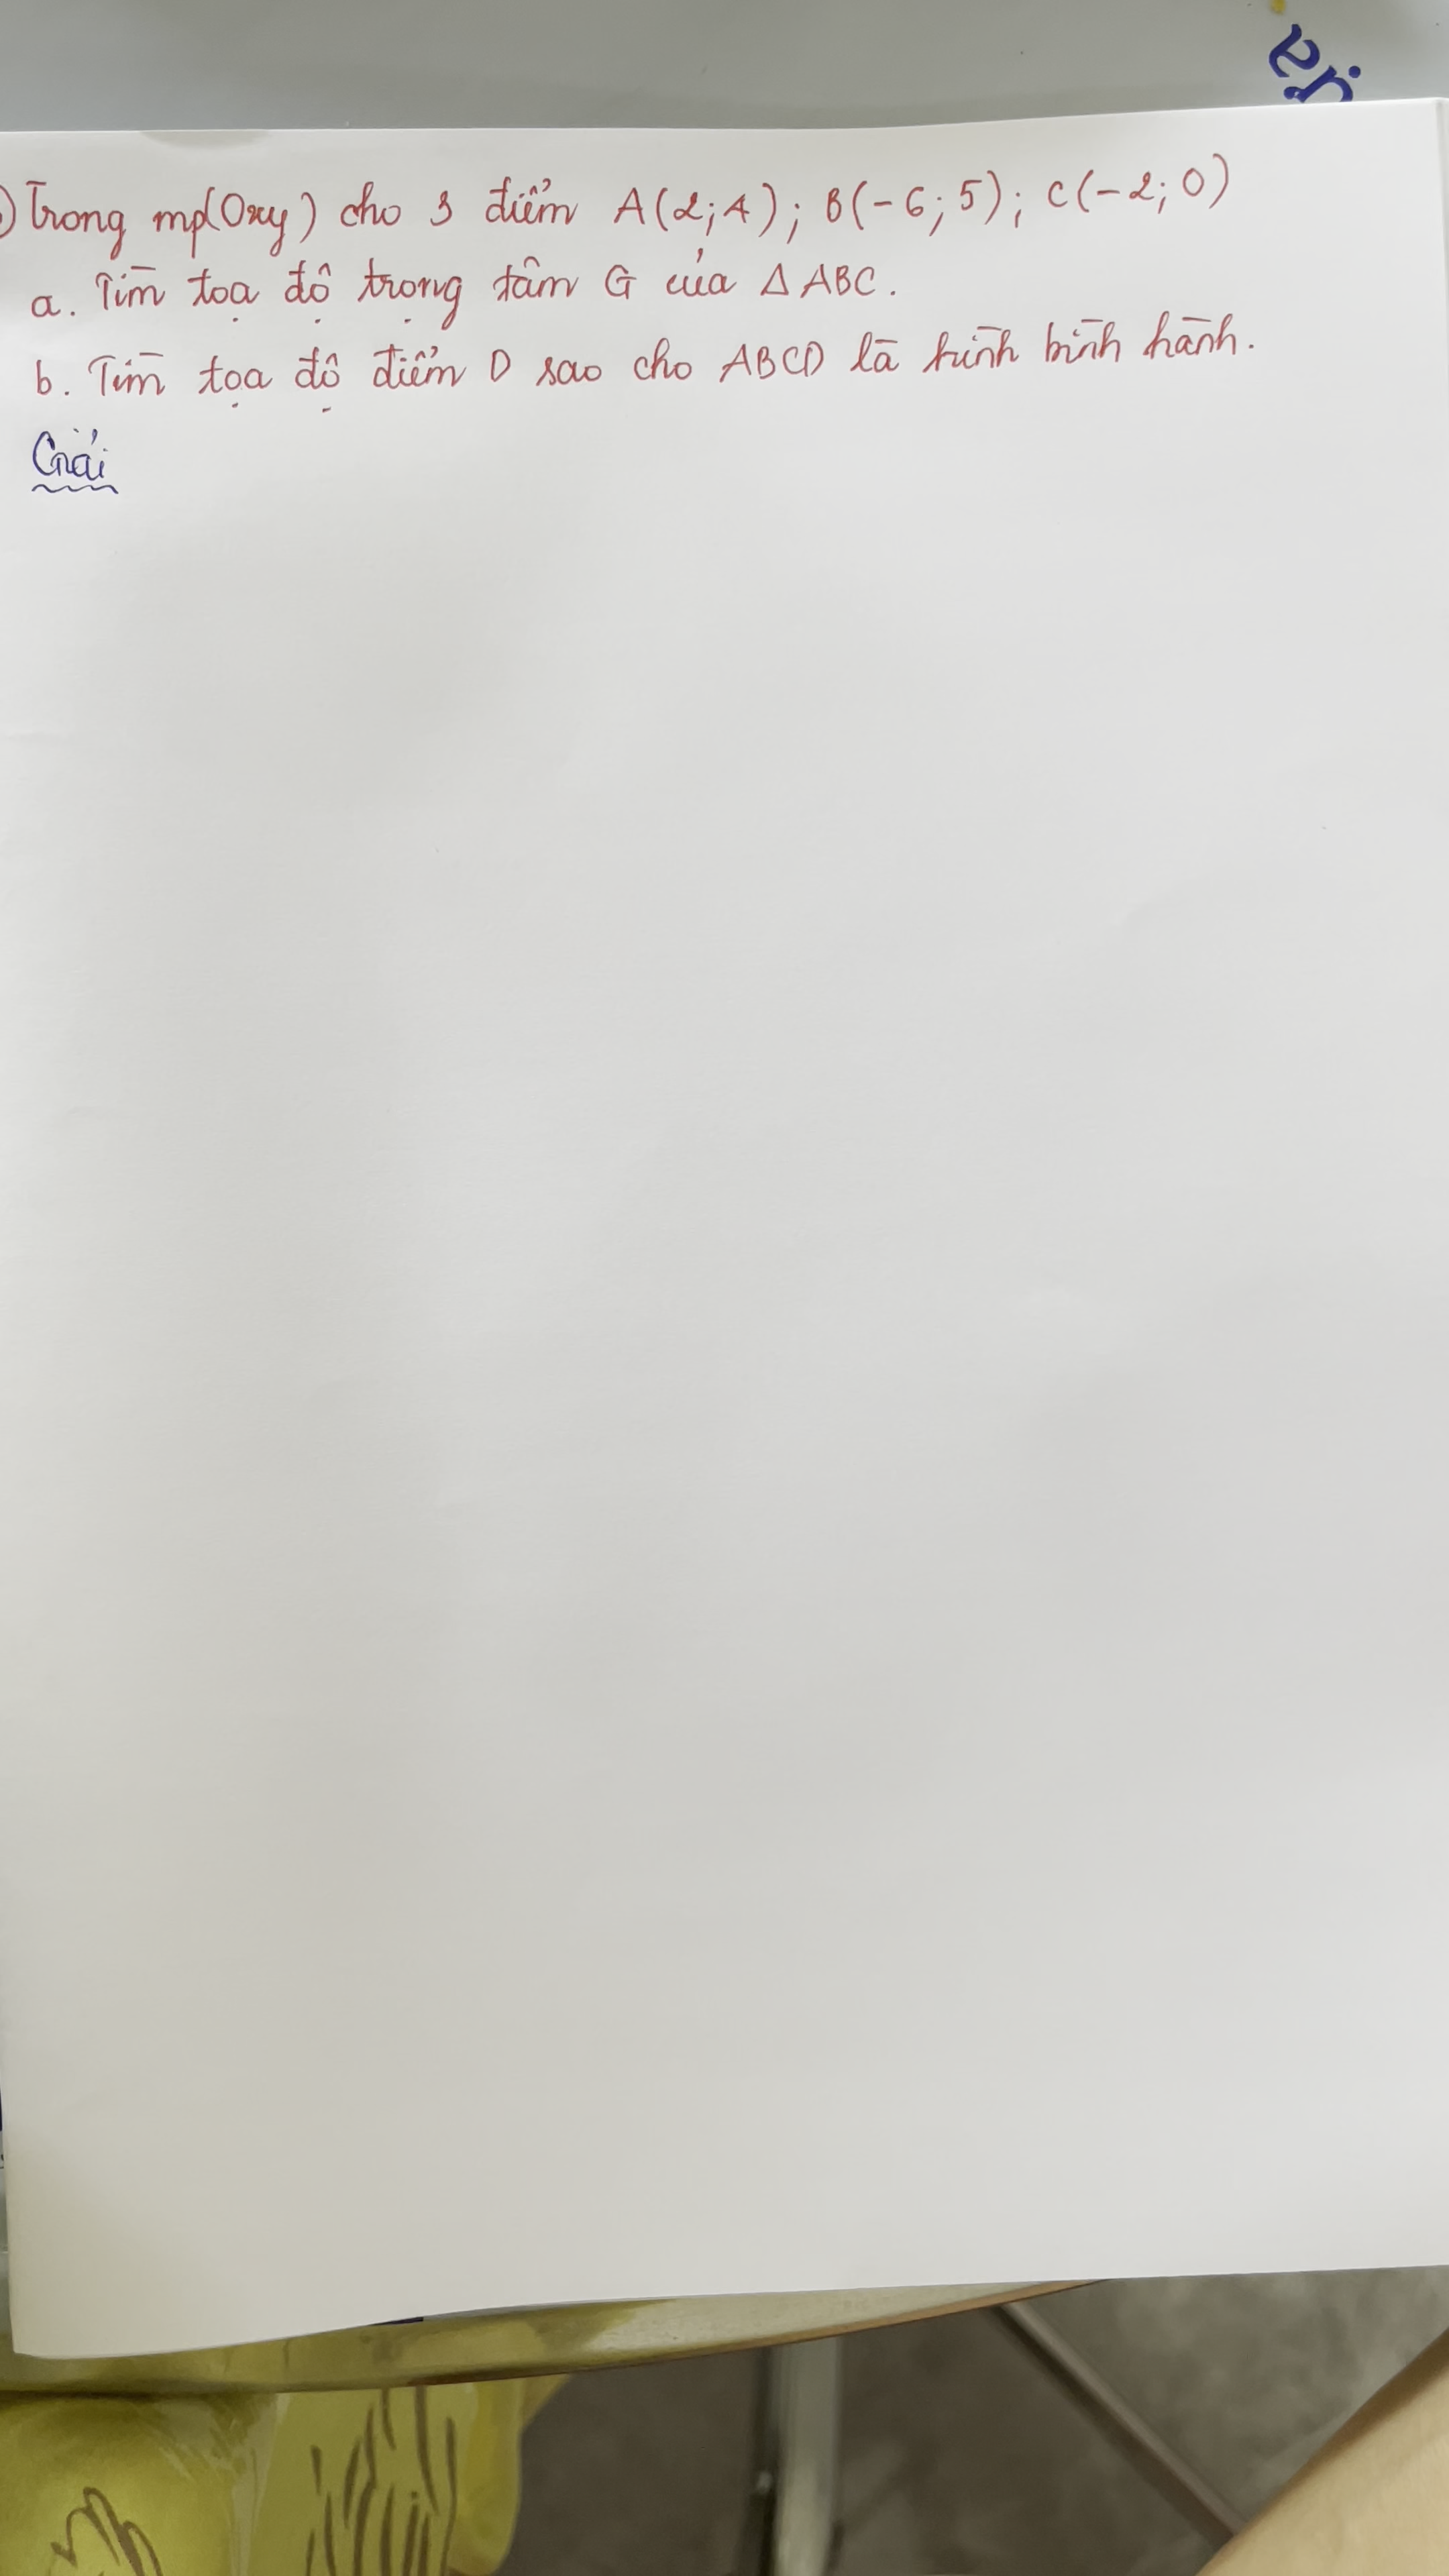 ) Trong mp(Oxy) cho 3 điểm A(2;4); B(-6;5); C(-2;0)
a. Tìm tọa độ trọng tâm G của △ABC.
b. Tìm tọa độ điểm D sao cho ABCD là hình bình hành.
Giải